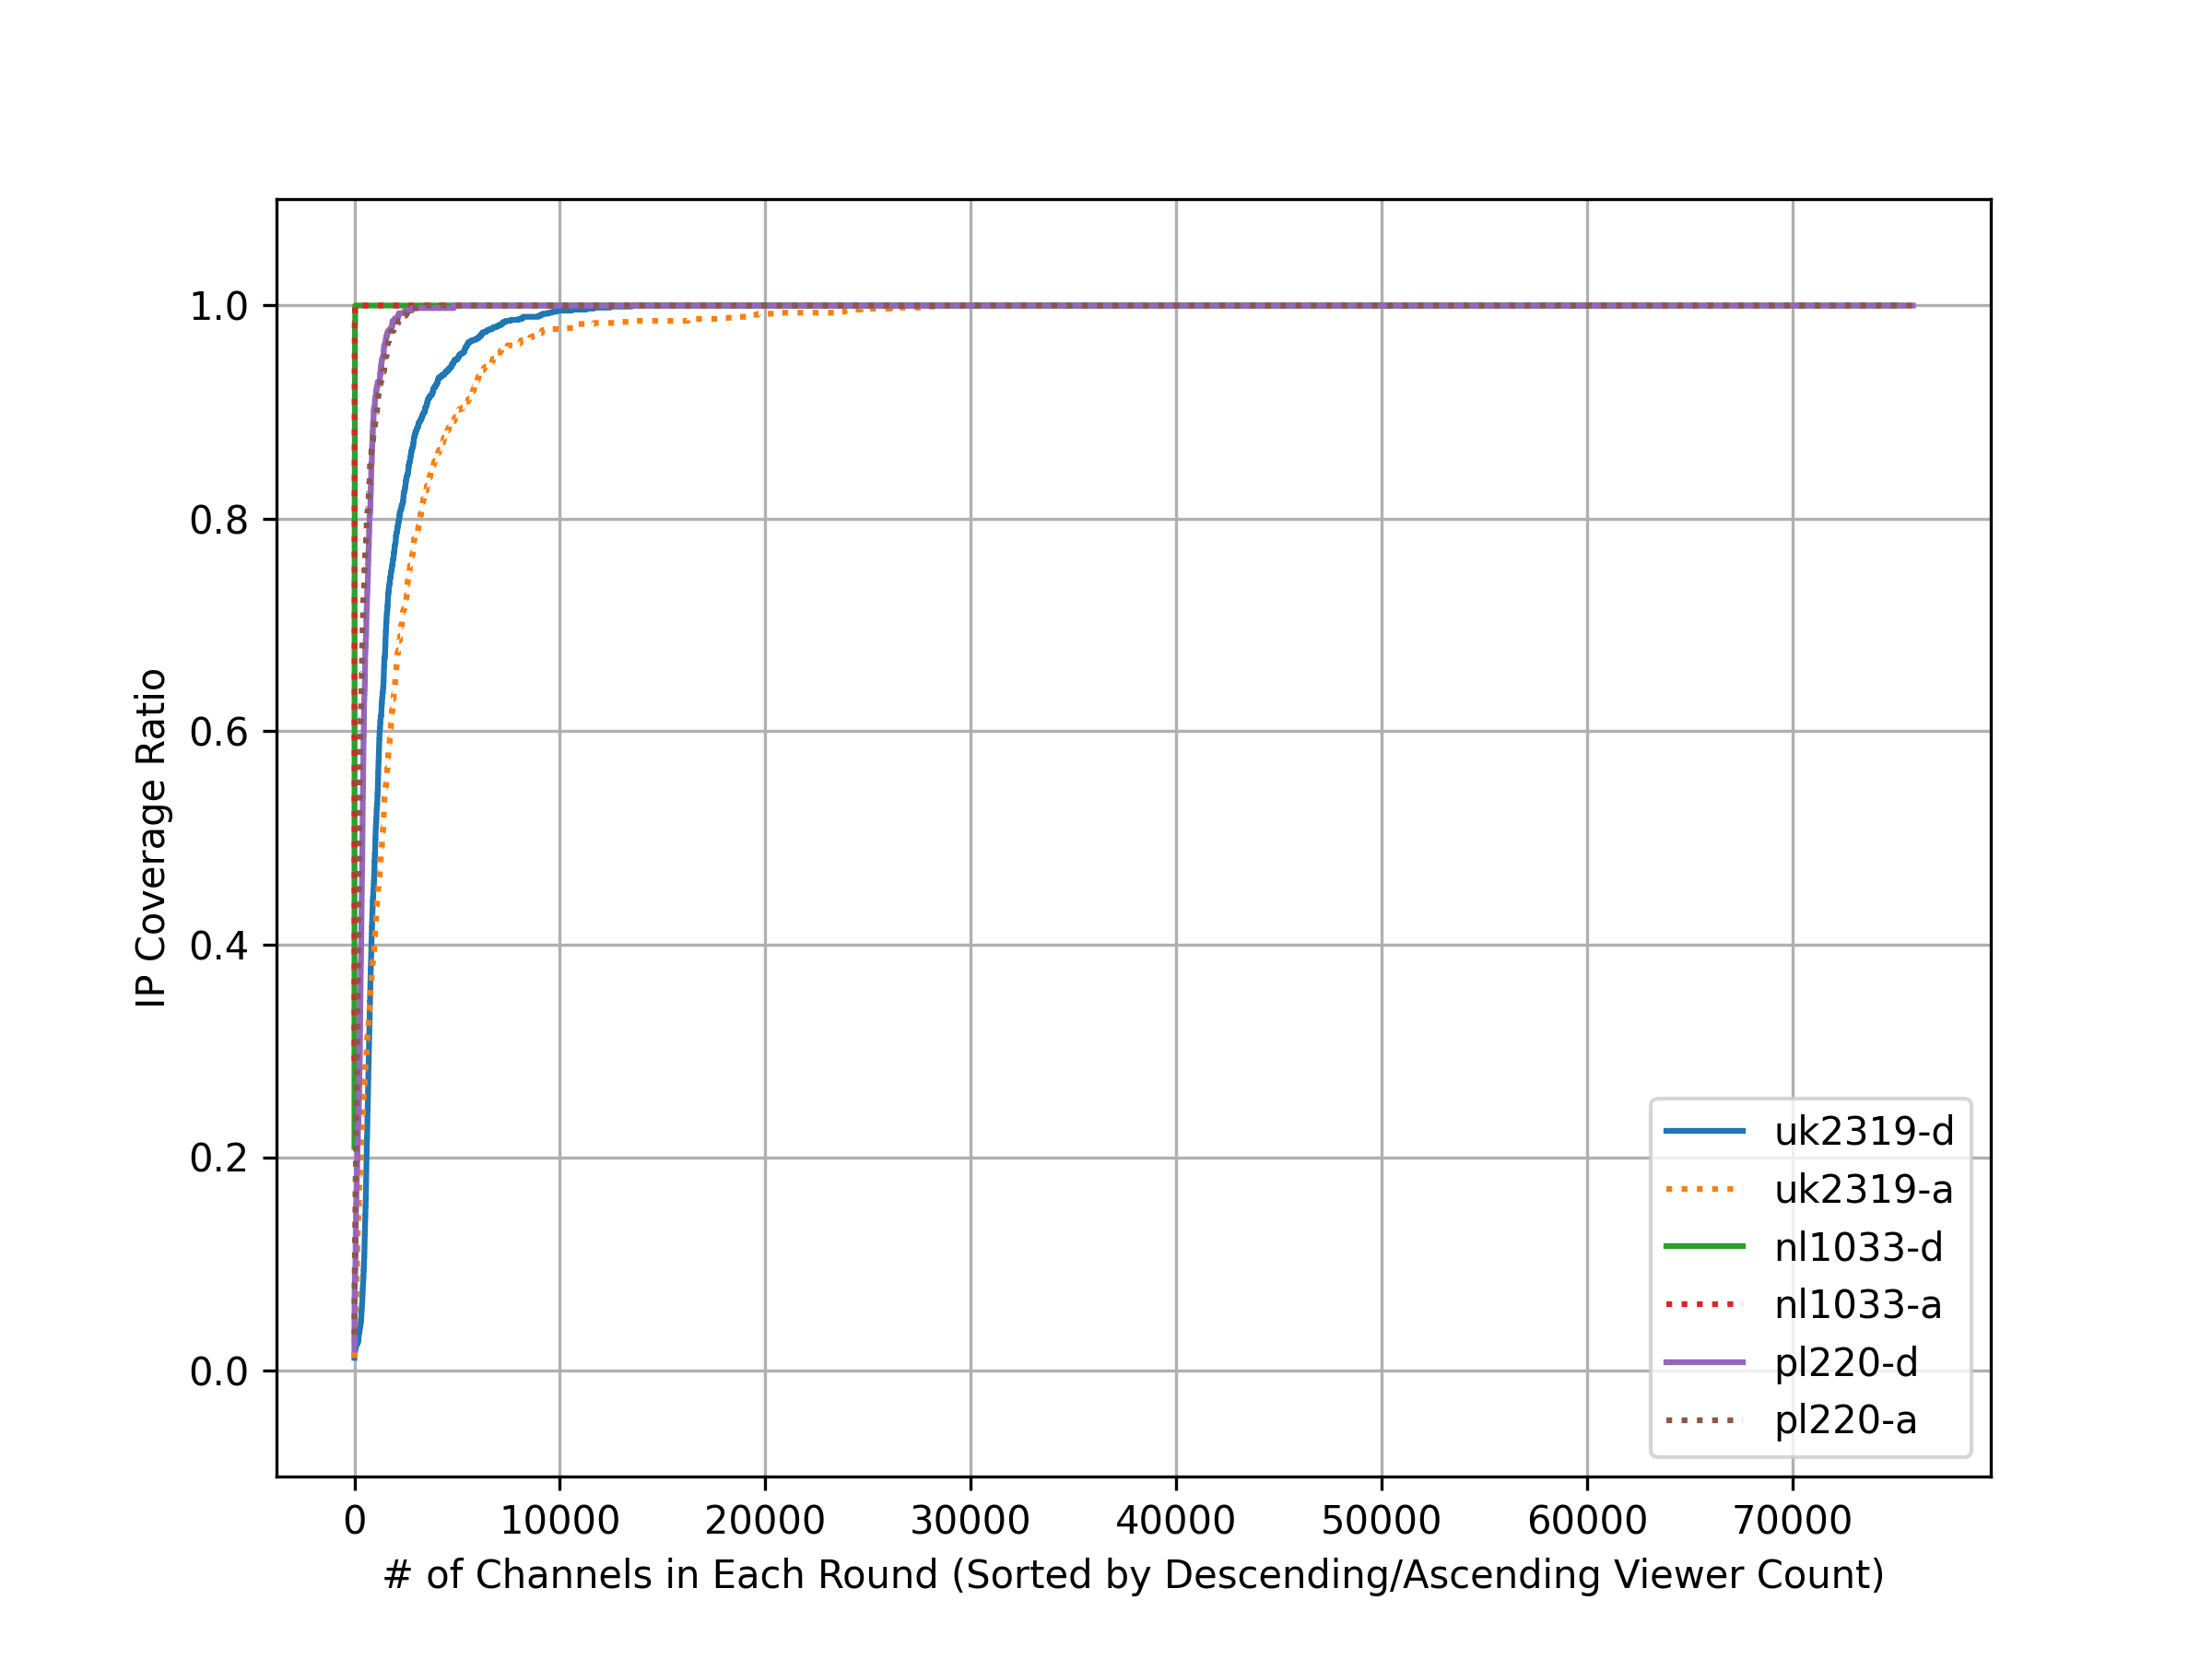 1.0
0.8
0.6
0.4
0.2
0.0
IP Coverage Ratio
0 10000 20000 30000 40000 50000 60000 70000
# of Channels in Each Round (Sorted by Descending/Ascending Viewer Count)
uk2319-d
uk2319-a
nl1033-d
nl1033-a
pl220-d
pl220-a